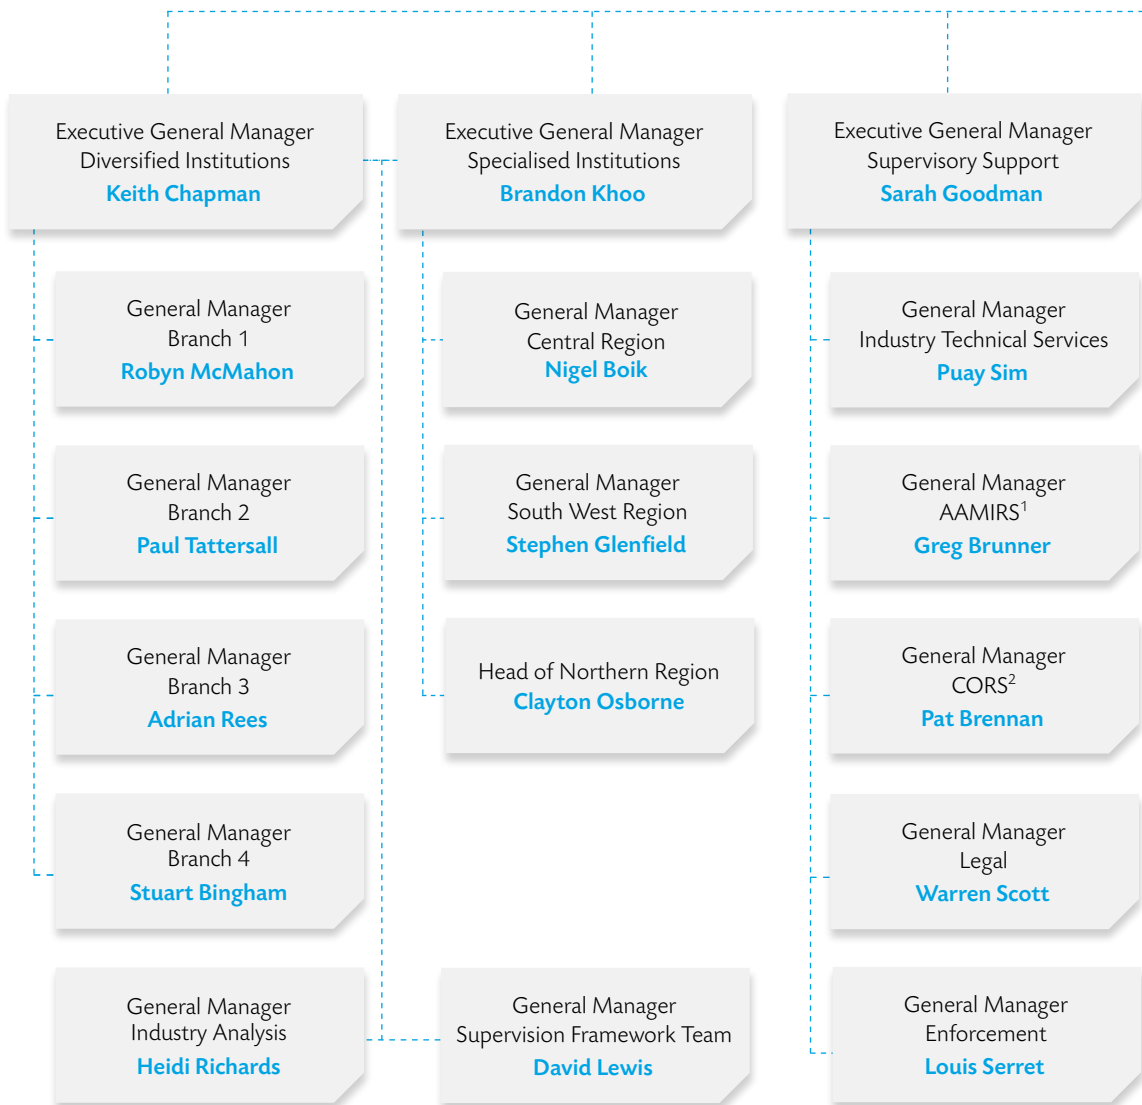 Executive General Manager
Diversified Institutions
Keith Chapman
Executive General Manager
Specialised Institutions
Brandon Khoo
Executive General Manager
Supervisory Support
Sarah Goodman
General Manager
Branch 1
Robyn McMahon
General Manager
Central Region
Nigel Boik
General Manager
Industry Technical Services
Puay Sim
General Manager
Branch 2
Paul Tattersall
General Manager
South West Region
Stephen Glenfield
General Manager
AAMIRS¹
Greg Brunner
General Manager
Branch 3
Adrian Rees
Head of Northern Region
Clayton Osborne
General Manager
CORS²
Pat Brennan
General Manager
Branch 4
Stuart Bingham
General Manager
Legal
Warren Scott
General Manager
Industry Analysis
Heidi Richards
General Manager
Supervision Framework Team
David Lewis
General Manager
Enforcement
Louis Serret